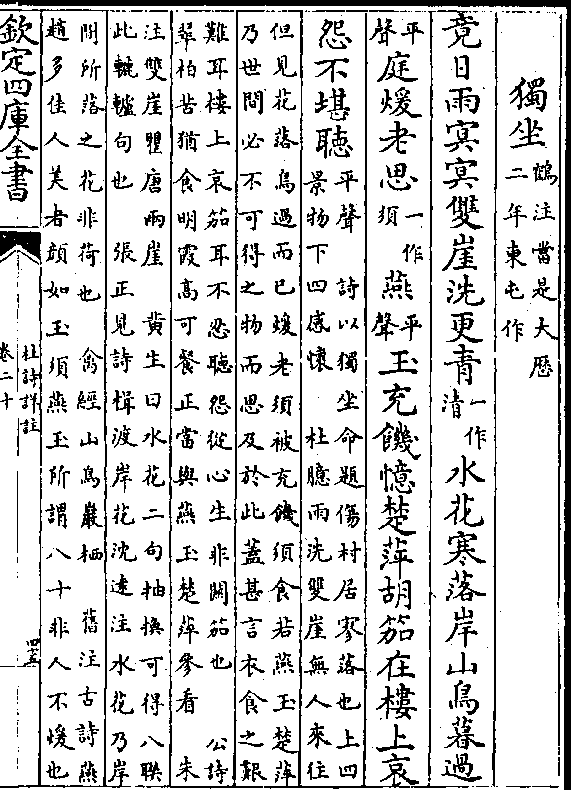 獨坐鶴注當是大厯
二年東屯作
竟日雨㝠㝠雙崖洗更青一作清水花寒落岸山鳥暮過
平聲庭煖老思一作須燕平聲玉充饑憶楚萍胡笳在樓上哀
怨不堪聽平聲 詩以獨坐命題傷村居寥落也上四
景物下四感懷 杜臆雨洗雙崖無人來往
但見花落鳥過而已煖老須被充饑須食若燕玉楚萍
乃世間必不可得之物而思及於此蓋甚言衣食之艱
難耳樓上哀笳耳不忍聽怨從心生非關笳也 公詩
翠柏苦猶食明霞高可餐正當與燕玉楚萍參看 朱
注雙崖瞿唐兩崖 黄生曰水花二句抽換可得八聯
此轆轤句也 張正見詩楫渡岸花沈遠注水花乃岸
間所落之花非荷也 禽經山鳥巖栖 舊注古詩燕
趙多佳人美者顔如玉須燕玉所謂八十非人不煖也
欽定四庫全書
杜詩詳註
卷二十